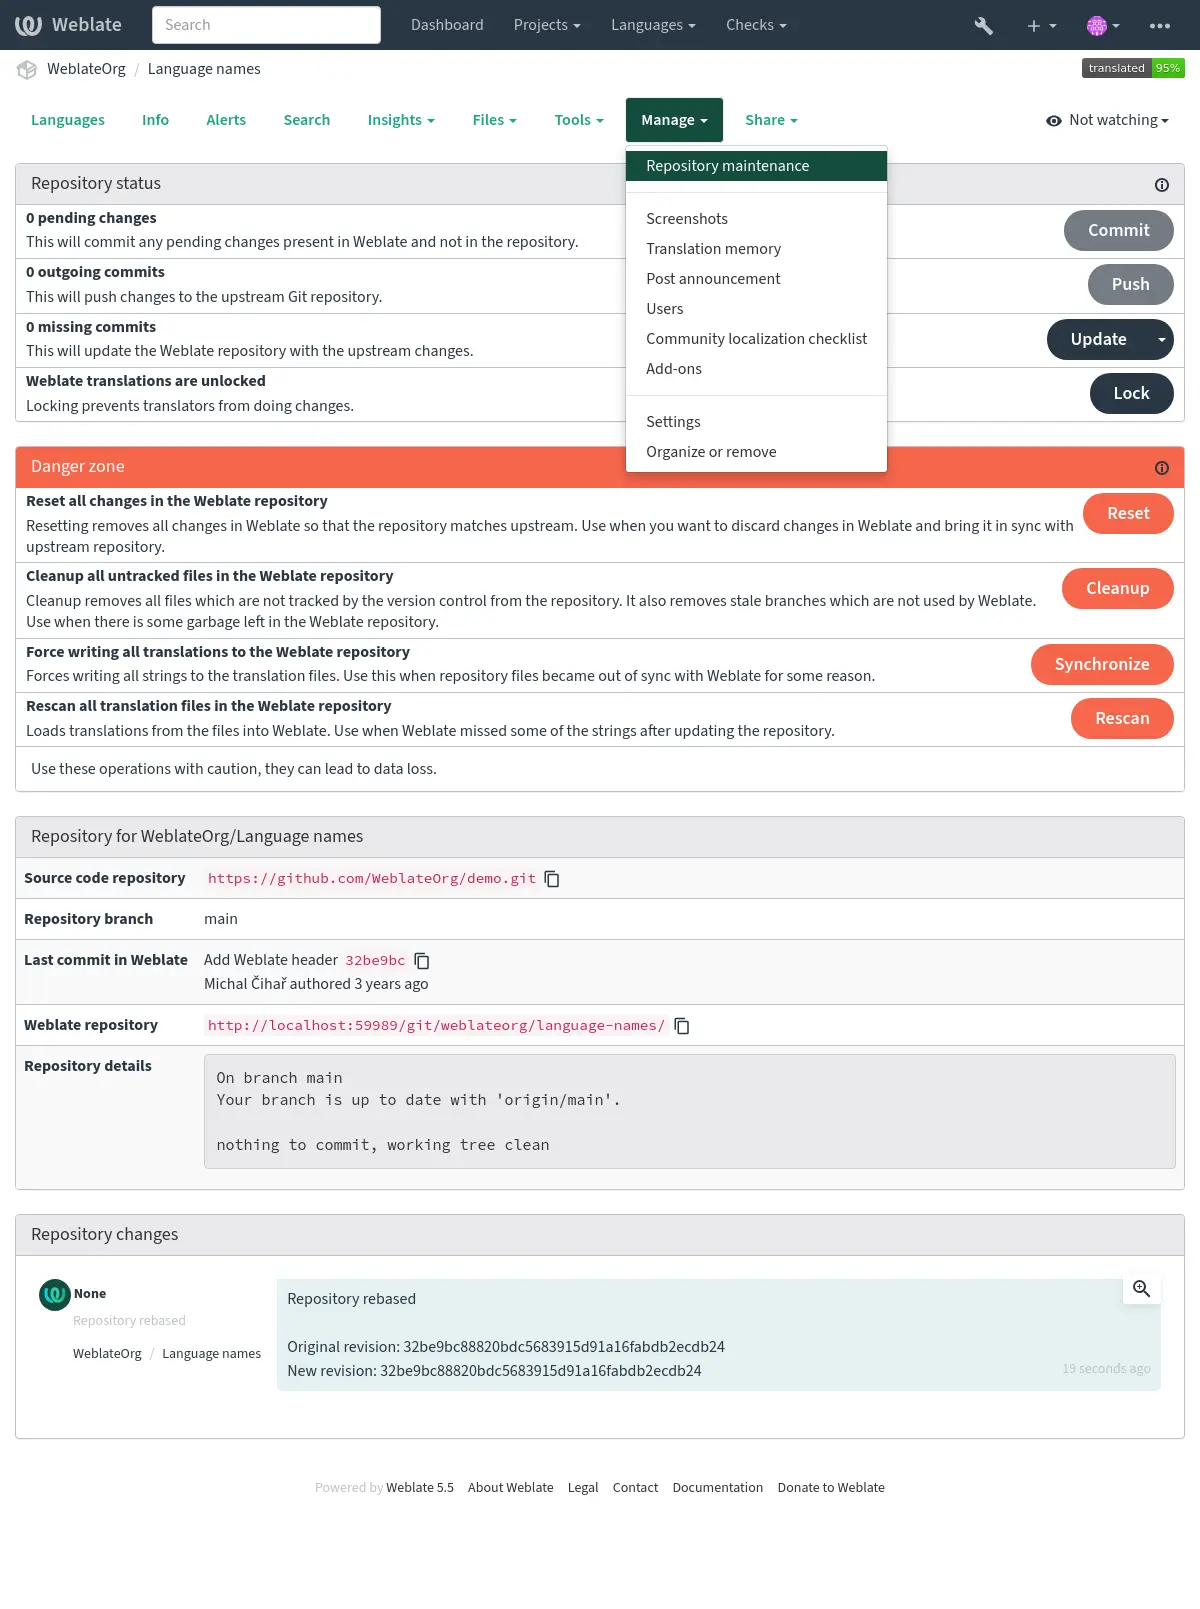 Weblate
Search
Dashboard
Projects
Languages
Checks
WeblateOrg / Language names
translated 95%
Languages
Info
Alerts
Search
Insights
Files
Tools
Manage
Share
Not watching
Repository maintenance
Screenshots
Translation memory
Post announcement
Users
Community localization checklist
Add-ons
Settings
Organize or remove
Repository status
0 pending changes
This will commit any pending changes present in Weblate and not in the repository.
Commit
0 outgoing commits
This will push changes to the upstream Git repository.
Push
0 missing commits
This will update the Weblate repository with the upstream changes.
Update
Weblate translations are unlocked
Locking prevents translators from doing changes.
Lock
Danger zone
Reset all changes in the Weblate repository
Resetting removes all changes in Weblate so that the repository matches upstream. Use when you want to discard changes in Weblate and bring it in sync with
upstream repository.
Reset
Cleanup all untracked files in the Weblate repository
Cleanup removes all files which are not tracked by the version control from the repository. It also removes stale branches which are not used by Weblate.
Use when there is some garbage left in the Weblate repository.
Cleanup
Force writing all translations to the Weblate repository
Forces writing all strings to the translation files. Use this when repository files became out of sync with Weblate for some reason.
Synchronize
Rescan all translation files in the Weblate repository
Loads translations from the files into Weblate. Use when Weblate missed some of the strings after updating the repository.
Rescan
Use these operations with caution, they can lead to data loss.
Repository for WeblateOrg/Language names
Source code repository
https://github.com/WeblateOrg/demo.git
Repository branch
main
Last commit in Weblate
Add Weblate header 32be9bc
Michal Čihař authored 3 years ago
Weblate repository
http://localhost:59989/git/weblateorg/language-names/
Repository details
On branch main
Your branch is up to date with 'origin/main'.
nothing to commit, working tree clean
Repository changes
None
Repository rebased
WeblateOrg / Language names
Repository rebased
Original revision: 32be9bc88820bdc5683915d91a16fabdb2ecdb24
New revision: 32be9bc88820bdc5683915d91a16fabdb2ecdb24
19 seconds ago
Powered by Weblate 5.5
About Weblate
Legal
Contact
Documentation
Donate to Weblate